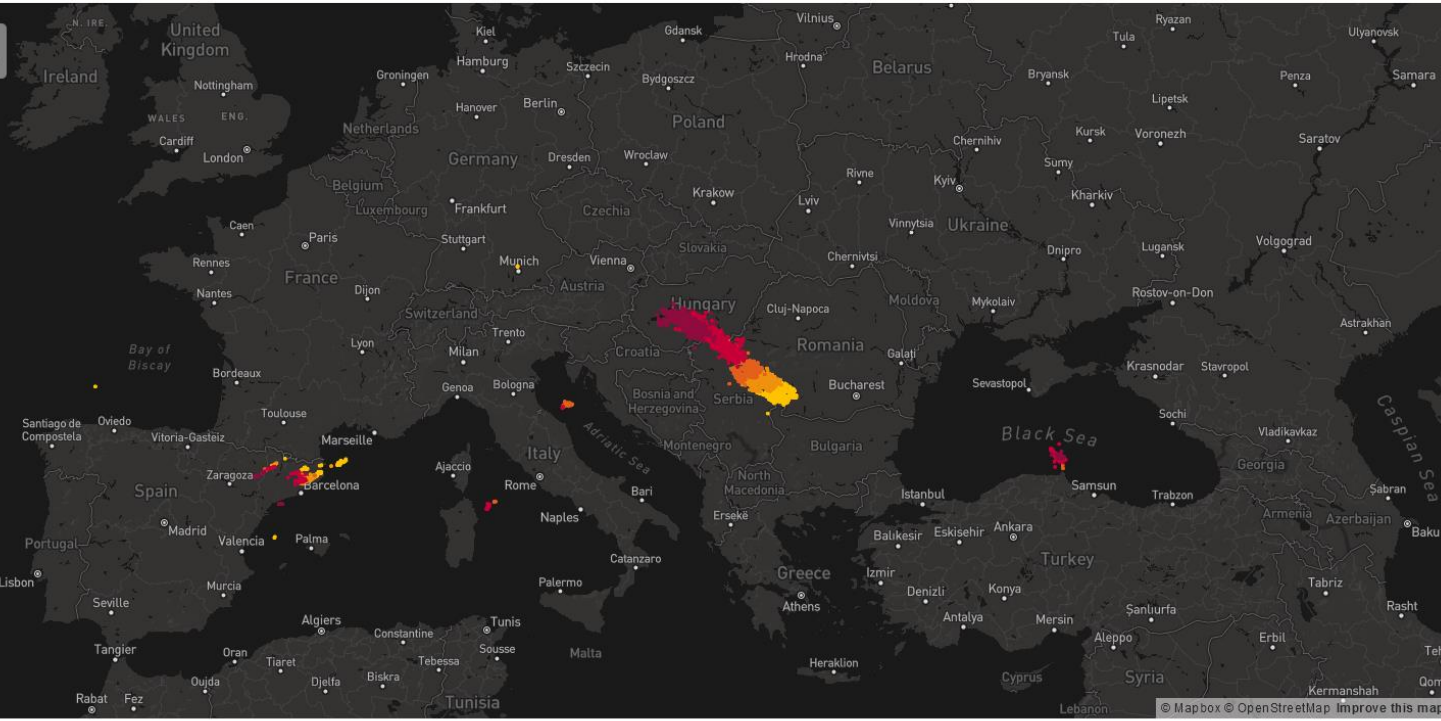 N. IRE.
United
Kingdom
Ireland
Nottingham
WALES
ENG.
Cardiff
London
Kiel
Hamburg
Groningen
Hanover
Berlin
Netherlands
Germany
Dresden
Belgium
Luxembourg
Frankfurt
Stuttgart
Munich
Gdansk
Szczecin
Bydgoszcz
Poland
Wroclaw
Krakow
Czechia
Slovakia
Vienna
Austria
Vilnius
Hrodna
Belarus
Rivne
Lviv
Chernihiv
Kyiv
Ukraine
Vinnytsia
Chernivtsi
Ryazan
Tula
Bryansk
Lipetsk
Kursk
Voronezh
Sumy
Kharkiv
Dnipro
Lugansk
Ulyanovsk
Penza
Samara
Saratov
Volgograd
Rostov-on-Don
Astrakhan
Mykolaiv
Moldova
Caen
Paris
Rennes
France
Nantes
Dijon
Switzerland
Lyon
Bay of
Biscay
Bordeaux
Toulouse
Marseille
Trento
Milan
Genoa
Bologna
Hungary
Cluj-Napoca
Croatia
Romania
Galați
Bucharest
Bosnia and
Herzegovina
Serbia
Montenegro
Bulgaria
North
Macedonia
Adriatic Sea
Italy
Ajaccio
Rome
Naples
Bari
Catanzaro
Palermo
Ersekë
Greece
Athens
Heraklion
Sevastopol
Krasnodar
Stavropol
Sochi
Vladikavkaz
Black Sea
Georgia
Caspian Sea
Santiago de
Compostela
Oviedo
Vitoria-Gasteiz
Zaragoza
Barcelona
Spain
Madrid
Valencia
Palma
Portugal
Lisbon
Murcia
Seville
Tangier
Rabat
Fez
Oujda
Oran
Tiaret
Algiers
Djelfa
Constantine
Biskra
Tebessa
Tunis
Sousse
Tunisia
Malta
İstanbul
Samsun
Trabzon
Balıkesir
Eskisehir
Ankara
Turkey
Izmir
Denizli
Konya
Antalya
Mersin
Şanlıurfa
Armenia
Azerbaijan
Şabran
Baku
Tabriz
Rasht
Aleppo
Erbil
Syria
Cyprus
Lebanon
Kermanshah
Qom
© Mapbox © OpenStreetMap Improve this map